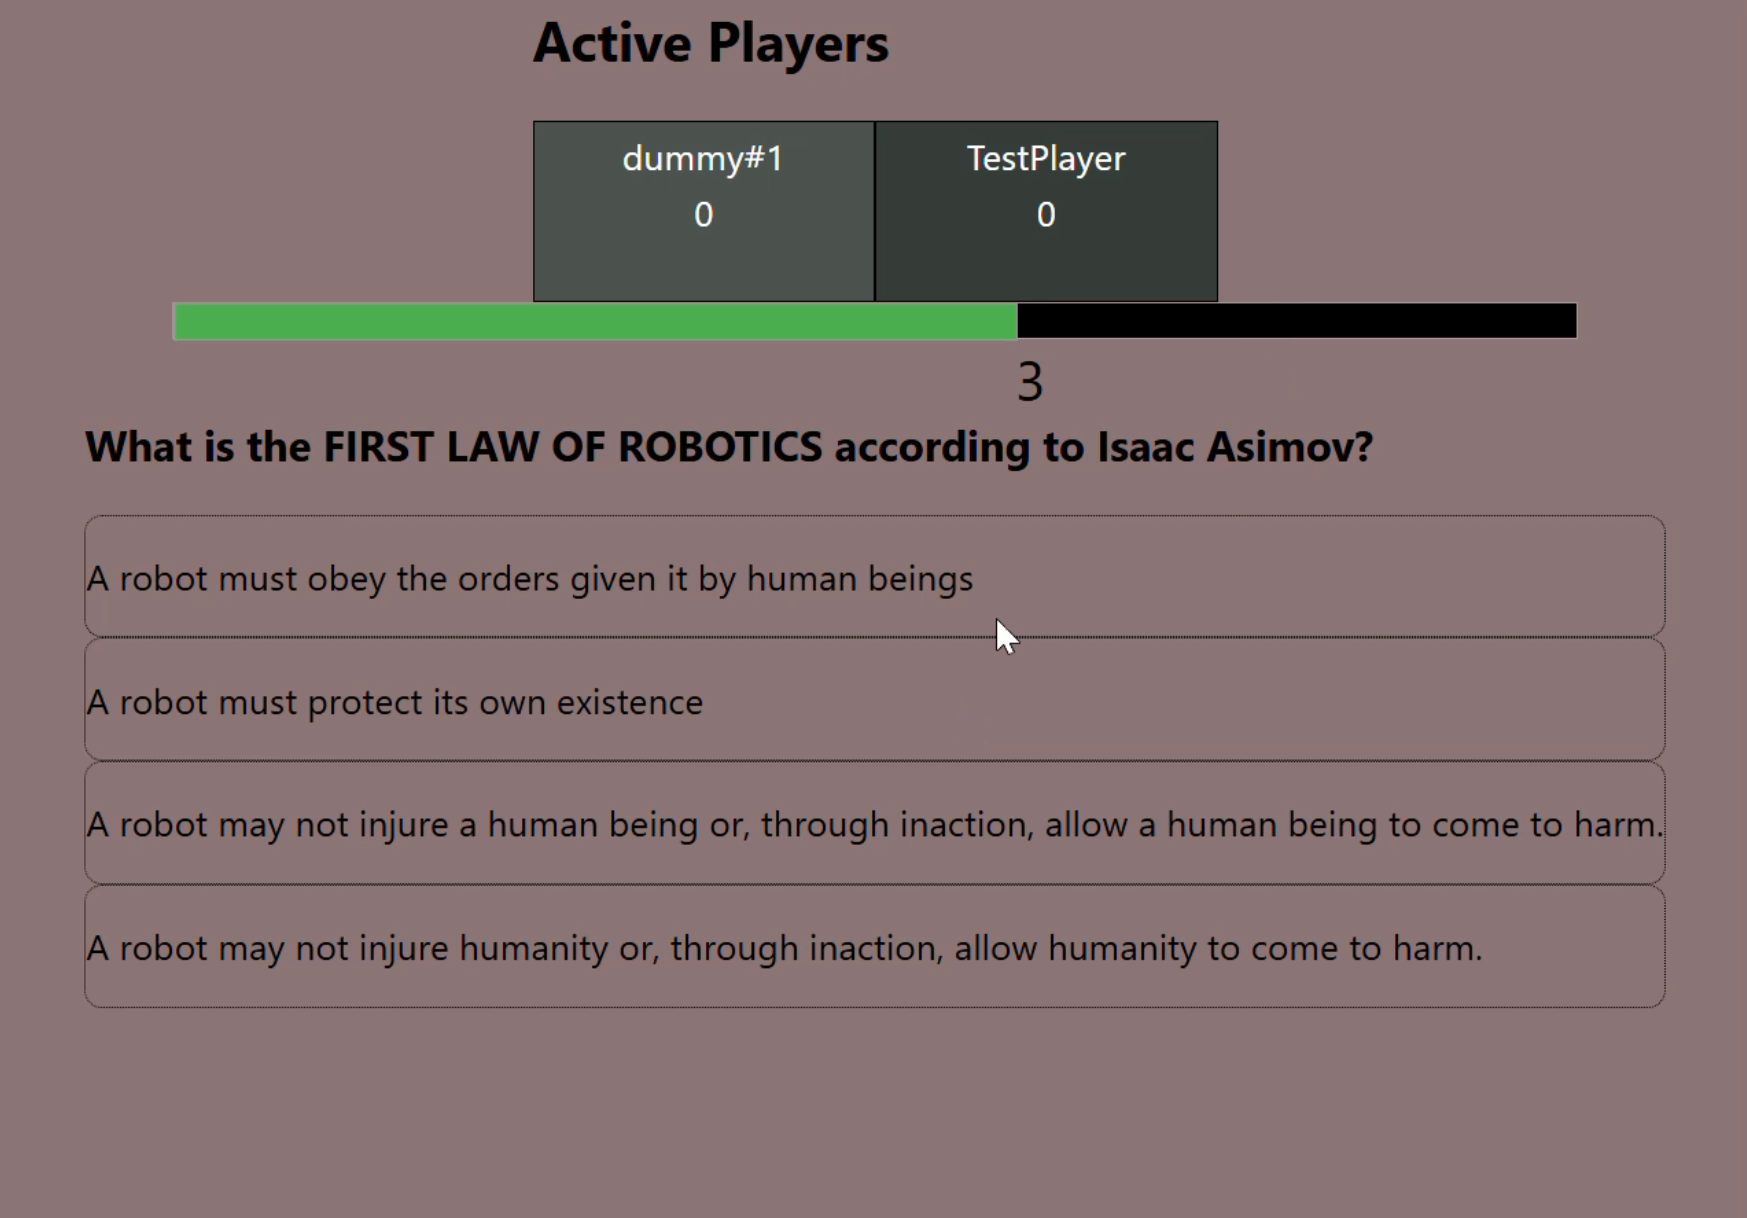 Active Players
dummy#1
0
TestPlayer
0
3
What is the FIRST LAW OF ROBOTICS according to Isaac Asimov?
A robot must obey the orders given it by human beings
A robot must protect its own existence
A robot may not injure a human being or, through inaction, allow a human being to come to harm.
A robot may not injure humanity or, through inaction, allow humanity to come to harm.